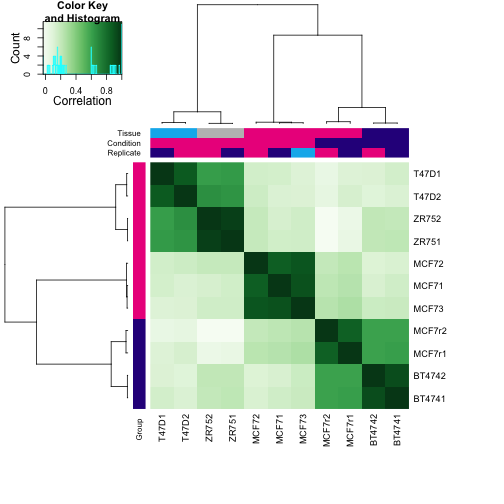 Color Key
and Histogram
Count
0 4 8
0 0.4 0.8
Correlation
Tissue
Condition
Replicate
T47D1
T47D2
ZR752
ZR751
MCF72
MCF71
MCF73
MCF7r2
MCF7r1
BT4742
BT4741
Group
T47D1
T47D2
ZR752
ZR751
MCF72
MCF71
MCF73
MCF7r2
MCF7r1
BT4742
BT4741